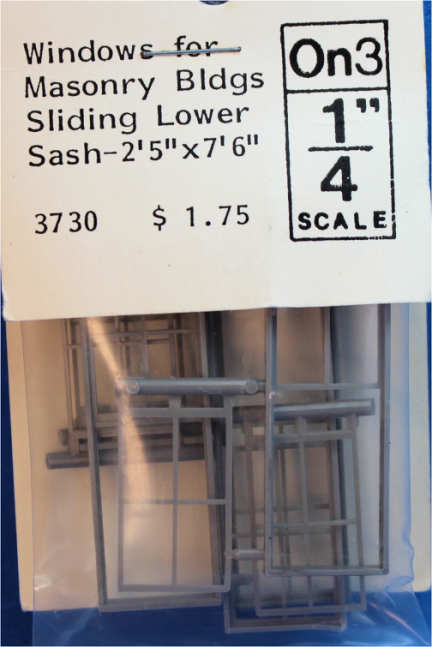 Windows for
Masonry Bldgs
Sliding Lower
Sash-2'5"x7'6"
3730 $ 1.75
On3
1"
4
SCALE